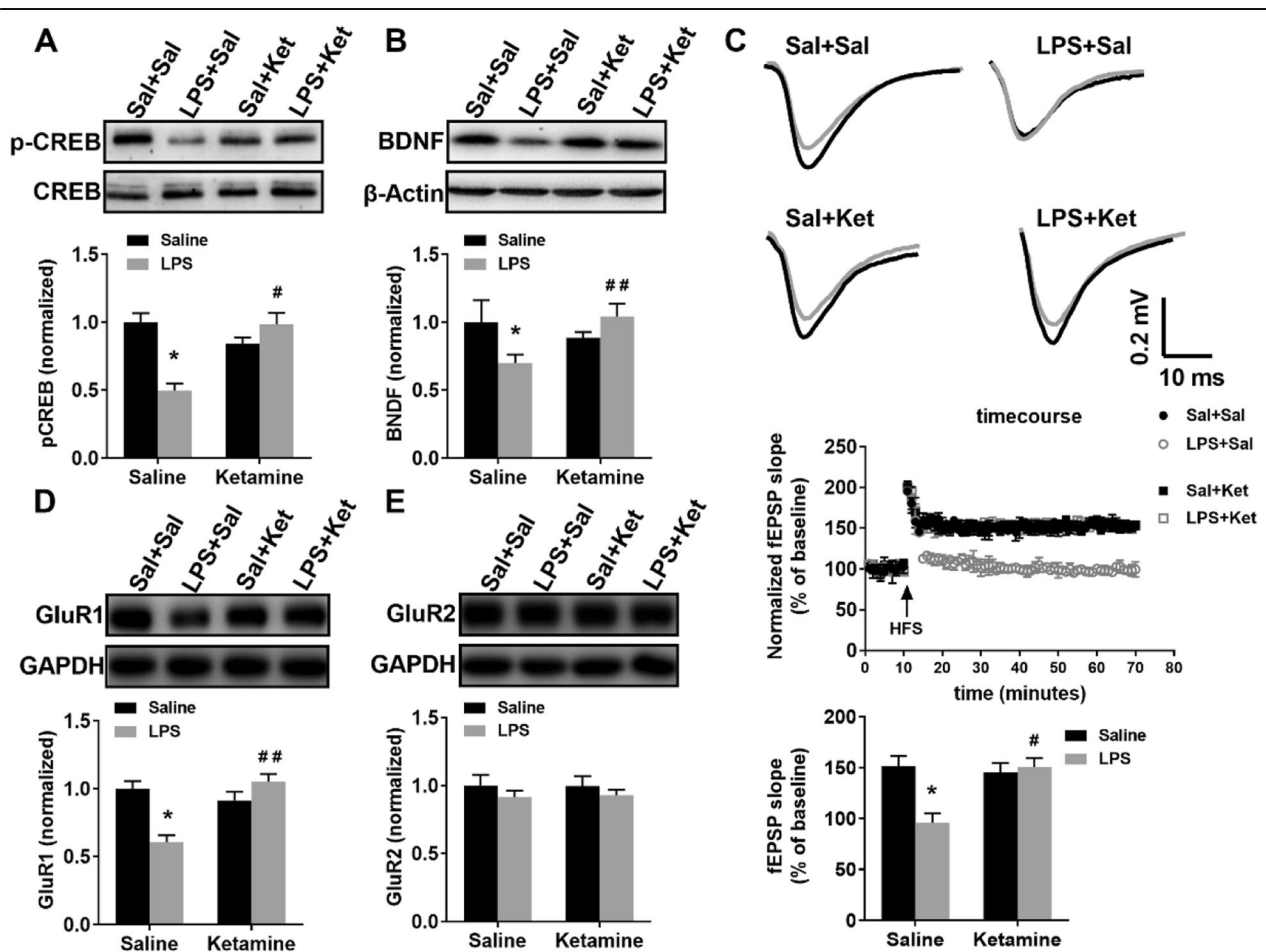 A
Sal+Sal
LPS+Sal
Sal+Ket
LPS+Ket
p-CREB
CREB
Saline
LPS
pCREB (normalized)
1.5
1.0
0.5
0.0
*
#
Saline
Ketamine
B
Sal+Sal
LPS+Sal
Sal+Ket
LPS+Ket
BDNF
β-Actin
Saline
LPS
BNDF (normalized)
1.5
1.0
0.5
0.0
*
##
Saline
Ketamine
C
Sal+Sal
LPS+Sal
Sal+Ket
LPS+Ket
0.2 mV
10 ms
timecourse
Sal+Sal
LPS+Sal
Sal+Ket
LPS+Ket
Normalized fEPSP slope
(% of baseline)
250
200
150
100
50
0
HFS
0 10 20 30 40 50 60 70 80
time (minutes)
Saline
LPS
fEPSP slope
(% of baseline)
200
150
100
50
0
*
#
Saline
Ketamine
D
Sal+Sal
LPS+Sal
Sal+Ket
LPS+Ket
GluR1
GAPDH
Saline
LPS
GluR1 (normalized)
1.5
1.0
0.5
0.0
*
##
Saline
Ketamine
E
Sal+Sal
LPS+Sal
Sal+Ket
LPS+Ket
GluR2
GAPDH
Saline
LPS
GluR2 (normalized)
1.5
1.0
0.5
0.0
Saline
Ketamine